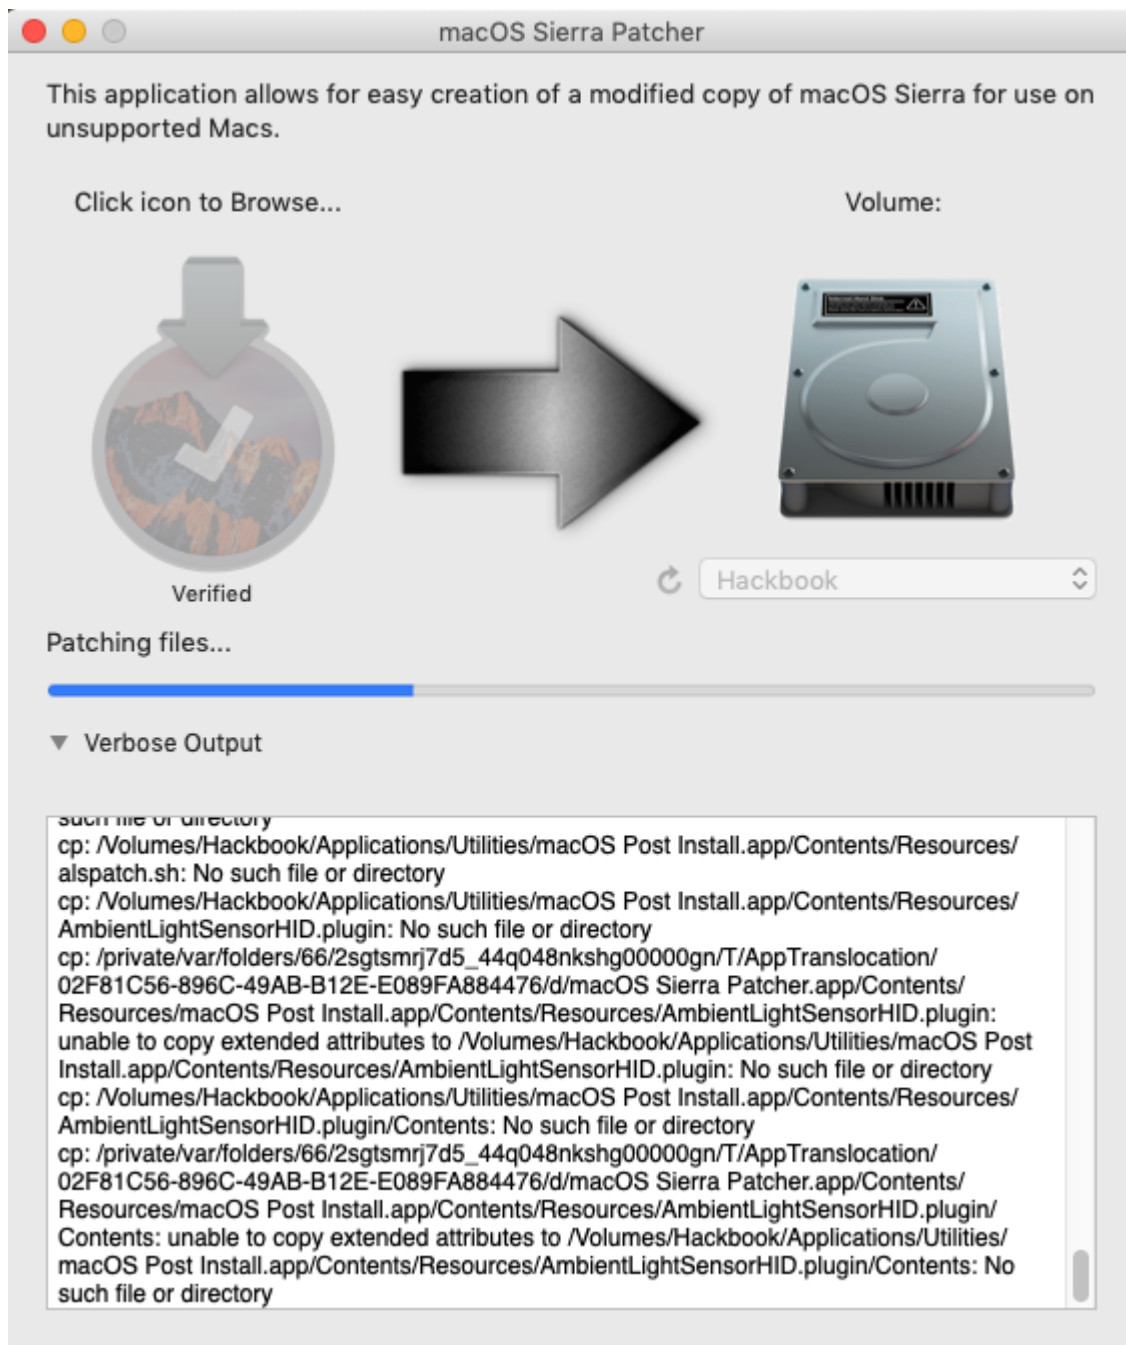 macOS Sierra Patcher
This application allows for easy creation of a modified copy of macOS Sierra for use on
unsupported Macs.
Click icon to Browse...
Volume:
Verified
Hackbook
Patching files...
Verbose Output
such file or directory
cp: /Volumes/Hackbook/Applications/Utilities/macOS Post Install.app/Contents/Resources/
alspatch.sh: No such file or directory
cp: /Volumes/Hackbook/Applications/Utilities/macOS Post Install.app/Contents/Resources/
AmbientLightSensorHID.plugin: No such file or directory
cp: /private/var/folders/66/2sgtsmrj7d5_44q048nkshg00000gn/T/AppTranslocation/
02F81C56-896C-49AB-B12E-E089FA884476/d/macOS Sierra Patcher.app/Contents/
Resources/macOS Post Install.app/Contents/Resources/AmbientLightSensorHID.plugin:
unable to copy extended attributes to /Volumes/Hackbook/Applications/Utilities/macOS Post
Install.app/Contents/Resources/AmbientLightSensorHID.plugin: No such file or directory
cp: /Volumes/Hackbook/Applications/Utilities/macOS Post Install.app/Contents/Resources/
AmbientLightSensorHID.plugin/Contents: No such file or directory
cp: /private/var/folders/66/2sgtsmrj7d5_44q048nkshg00000gn/T/AppTranslocation/
02F81C56-896C-49AB-B12E-E089FA884476/d/macOS Sierra Patcher.app/Contents/
Resources/macOS Post Install.app/Contents/Resources/AmbientLightSensorHID.plugin/
Contents: unable to copy extended attributes to /Volumes/Hackbook/Applications/Utilities/
macOS Post Install.app/Contents/Resources/AmbientLightSensorHID.plugin/Contents: No
such file or directory